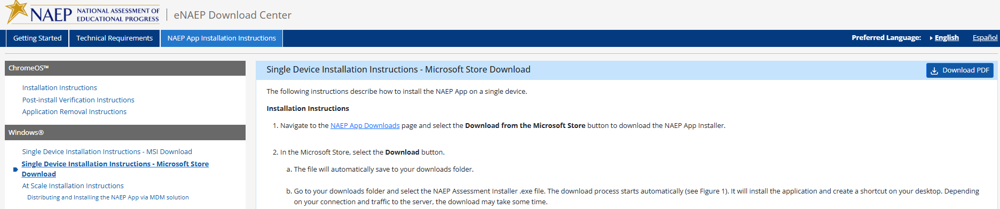 NAEP NATIONAL ASSESSMENT OF
EDUCATIONAL PROGRESS
eNAEP Download Center
Getting Started
Technical Requirements
NAEP App Installation Instructions
Preferred Language:
English
Español
ChromeOS™
Installation Instructions
Post-install Verification Instructions
Application Removal Instructions
Windows®
Single Device Installation Instructions - MSI Download
Single Device Installation Instructions - Microsoft Store
Download
At Scale Installation Instructions
Distributing and Installing the NAEP App via MDM solution
Single Device Installation Instructions - Microsoft Store Download
Download PDF
The following instructions describe how to install the NAEP App on a single device.
Installation Instructions
1. Navigate to the NAEP App Downloads page and select the Download from the Microsoft Store button to download the NAEP App Installer.
2. In the Microsoft Store, select the Download button.
a. The file will automatically save to your downloads folder.
b. Go to your downloads folder and select the NAEP Assessment Installer .exe file. The download process starts automatically (see Figure 1). It will install the application and create a shortcut on your desktop. Depending
on your connection and traffic to the server, the download may take some time.